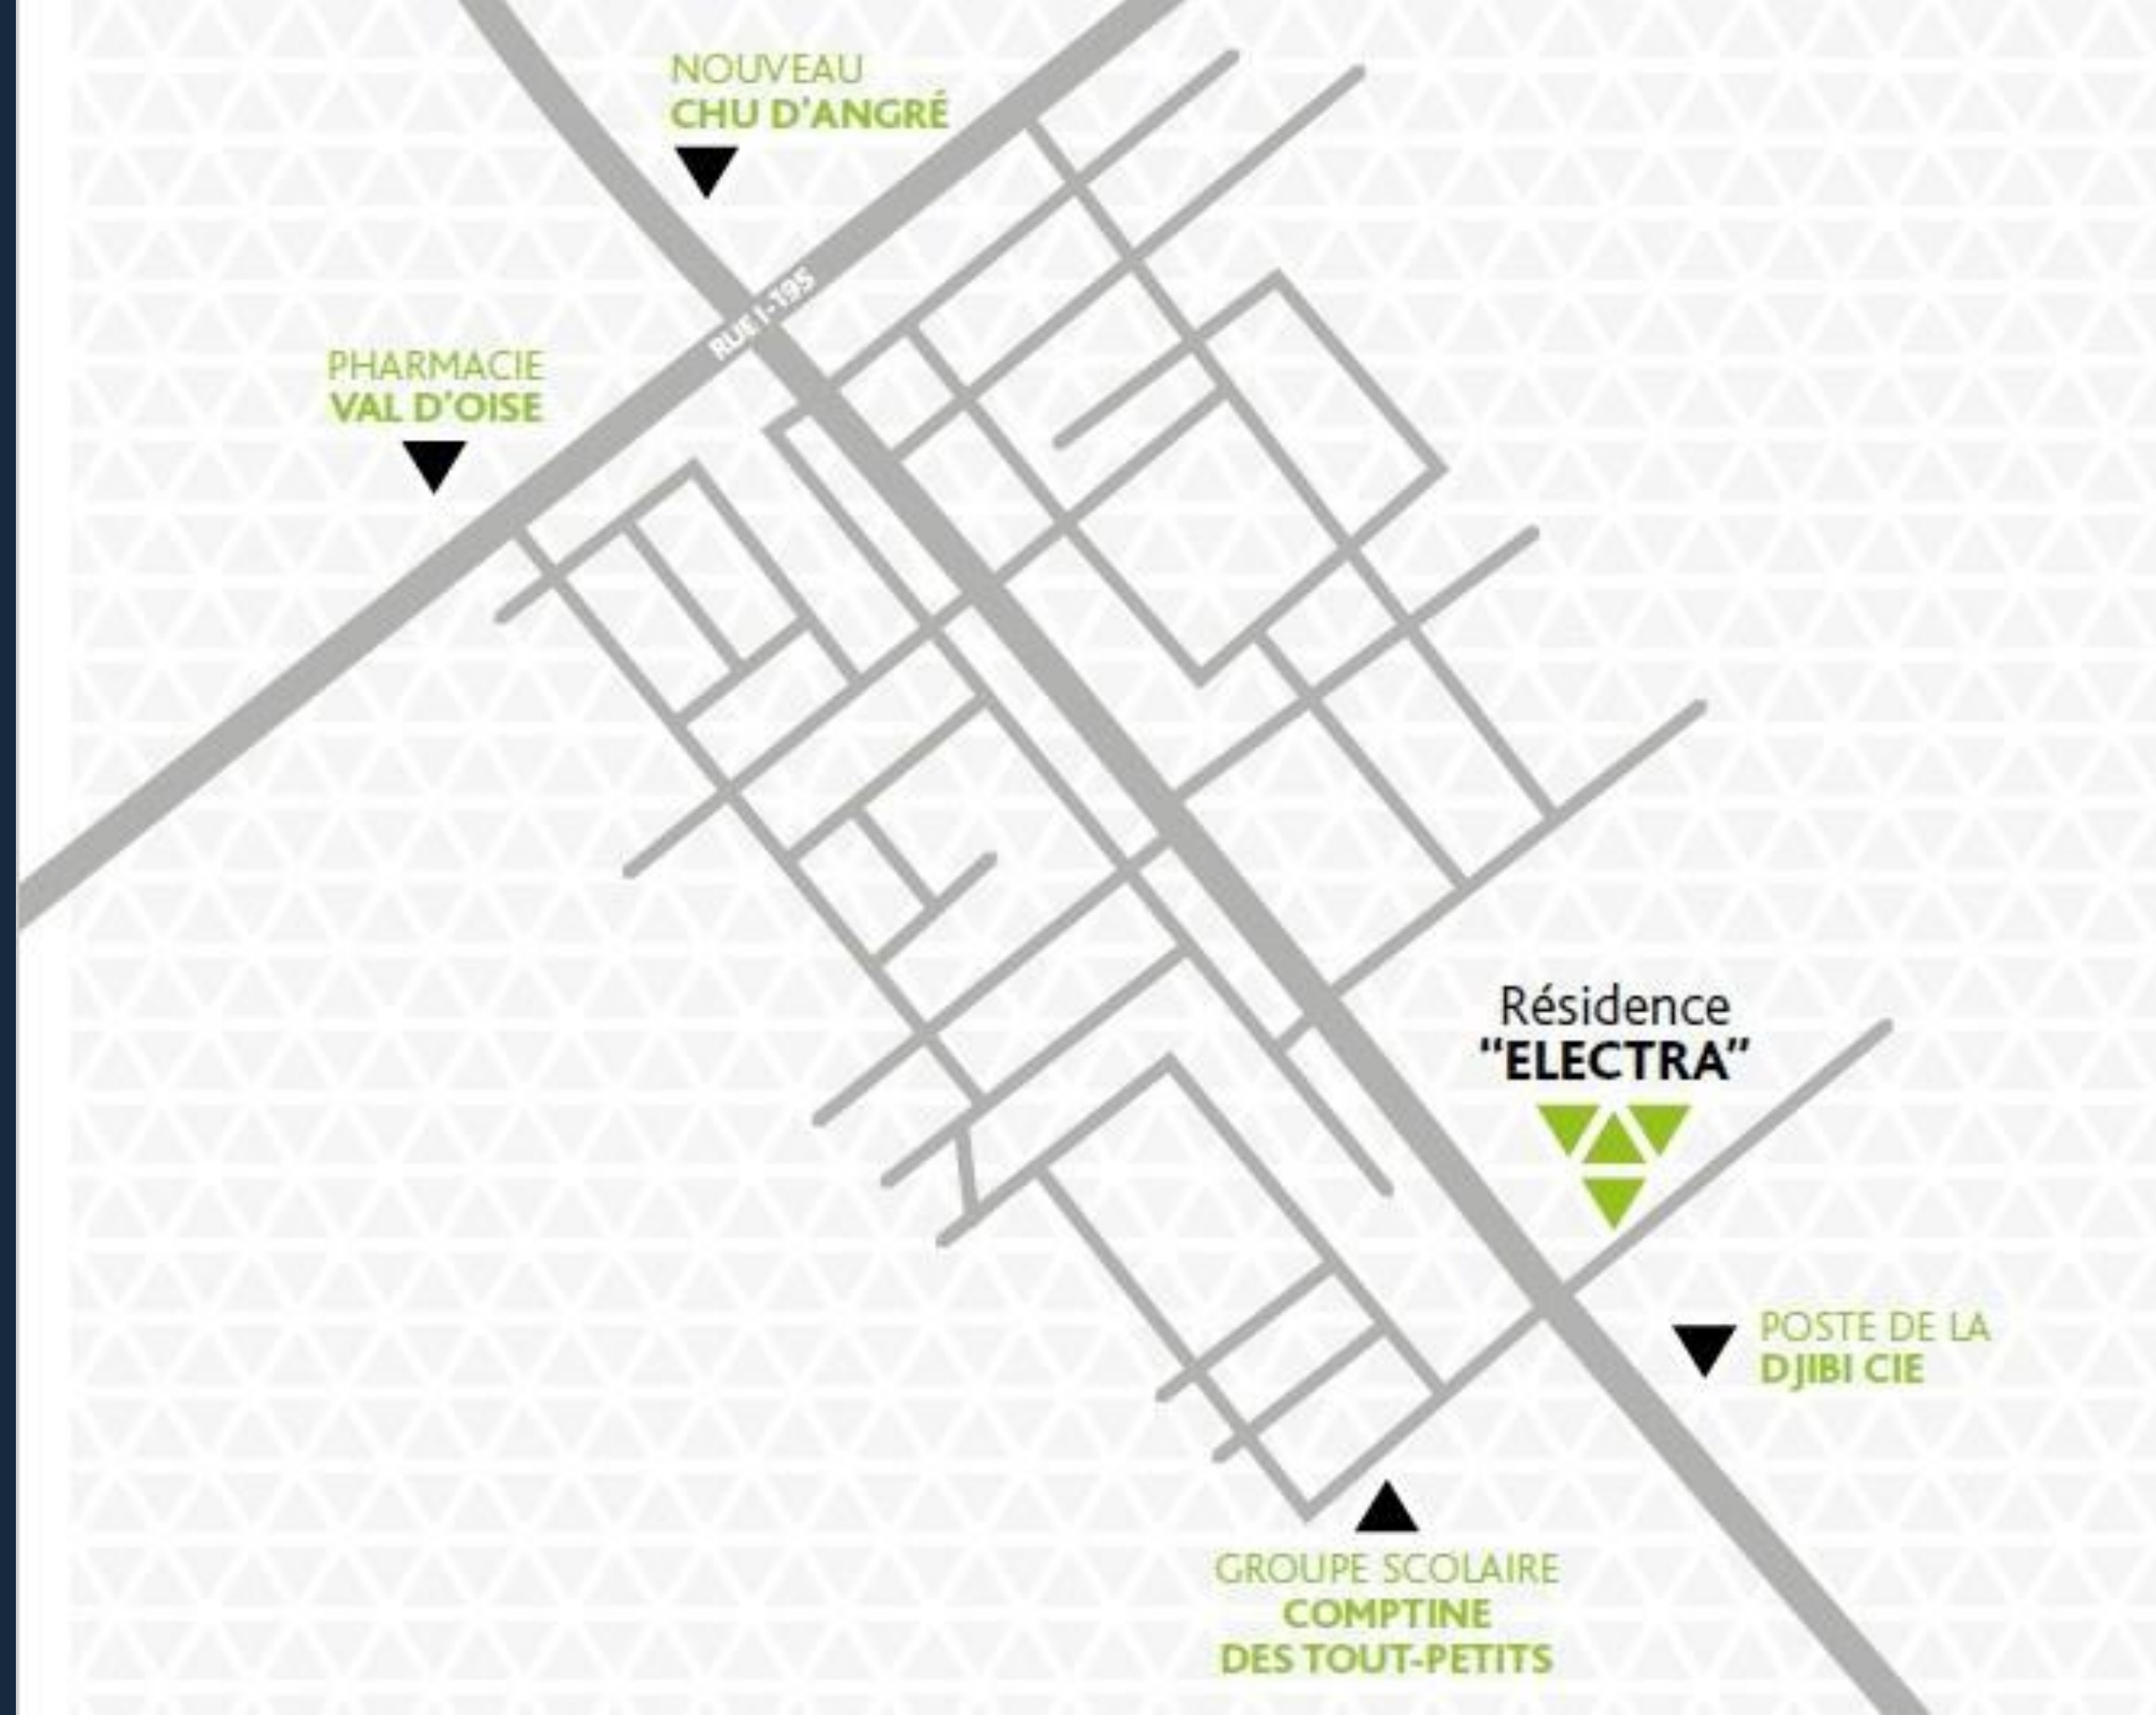 NOUVEAU
CHU D'ANGRÉ
RUE I-195
PHARMACIE
VAL D'OISE
Résidence
“ELECTRA”
POSTE DE LA
DJIBI CIE
GROUPE SCOLAIRE
COMPTINE
DES TOUT-PETITS